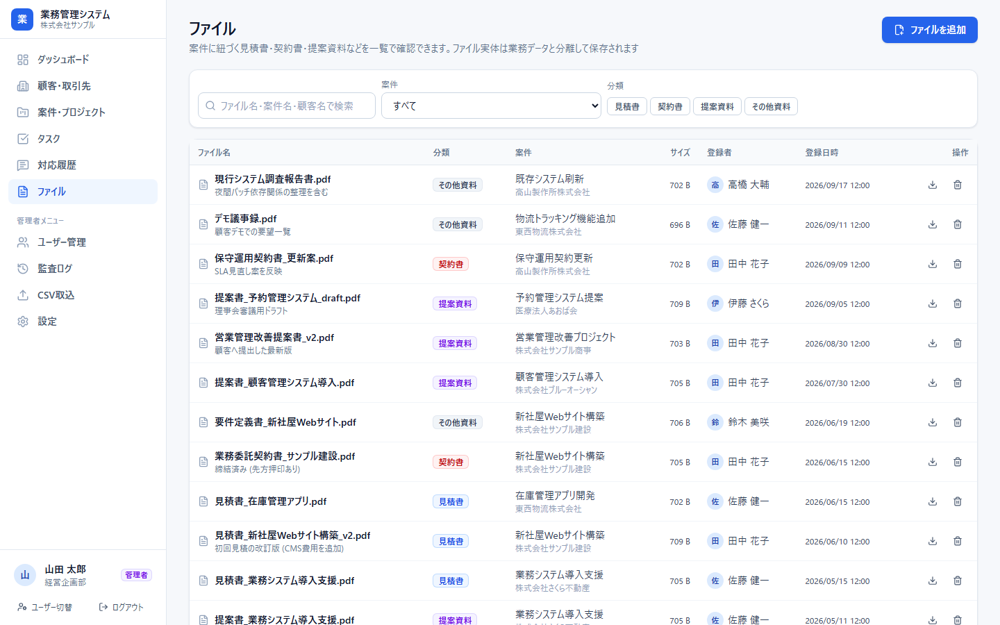 業
業務管理システム
株式会社サンプル
ダッシュボード
顧客・取引先
案件・プロジェクト
タスク
対応履歴
ファイル
管理者メニュー
ユーザー管理
監査ログ
CSV取込
設定
山
山田 太郎
経営企画部
管理者
ユーザー切替
ログアウト
ファイル
案件に紐づく見積書・契約書・提案資料などを一覧で確認できます。ファイル実体は業務データと分離して保存されます
ファイルを追加
ファイル名・案件名・顧客名で検索
案件
すべて
分類
見積書 契約書 提案資料 その他資料
ファイル名 分類 案件 サイズ 登録者 登録日時 操作
現行システム調査報告書.pdf
夜間バッチ依存関係の整理を含む
その他資料
既存システム刷新
高山製作所株式会社
702 B
高 高橋 大輔
2026/09/17 12:00
デモ議事録.pdf
顧客デモでの要望一覧
その他資料
物流トラッキング機能追加
東西物流株式会社
696 B
佐 佐藤 健一
2026/09/11 12:00
保守運用契約書_更新案.pdf
SLA見直し案を反映
契約書
保守運用契約更新
高山製作所株式会社
702 B
田 田中 花子
2026/09/09 12:00
提案書_予約管理システム_draft.pdf
理事会審議用ドラフト
提案資料
予約管理システム提案
医療法人あおば会
709 B
伊 伊藤 さくら
2026/09/05 12:00
営業管理改善提案書_v2.pdf
顧客へ提出した最新版
提案資料
営業管理改善プロジェクト
株式会社サンプル商事
703 B
田 田中 花子
2026/08/30 12:00
提案書_顧客管理システム導入.pdf
提案資料
顧客管理システム導入
株式会社ブルーオーシャン
705 B
田 田中 花子
2026/07/30 12:00
要件定義書_新社屋Webサイト.pdf
その他資料
新社屋Webサイト構築
株式会社サンプル建設
706 B
鈴 鈴木 美咲
2026/06/19 12:00
業務委託契約書_サンプル建設.pdf
締結済み (先方押印あり)
契約書
新社屋Webサイト構築
株式会社サンプル建設
705 B
田 田中 花子
2026/06/15 12:00
見積書_在庫管理アプリ.pdf
見積書
在庫管理アプリ開発
東西物流株式会社
702 B
佐 佐藤 健一
2026/06/15 12:00
見積書_新社屋Webサイト構築_v2.pdf
初回見積の改訂版 (CMS費用を追加)
見積書
新社屋Webサイト構築
株式会社サンプル建設
709 B
田 田中 花子
2026/06/10 12:00
見積書_業務システム導入支援.pdf
見積書
業務システム導入支援
株式会社さくら不動産
705 B
佐 佐藤 健一
2026/05/15 12:00
提案書_業務システム導入支援.pdf
提案資料
業務システム導入支援
705 B
佐 佐藤 健一
2026/05/11 12:00